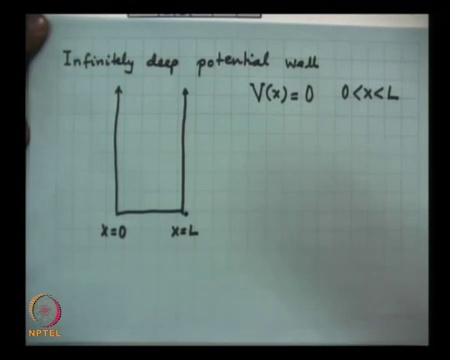 Infinitely deep potential well
V(x) = 0 0 < x < L
x=0 x=L
NPTEL